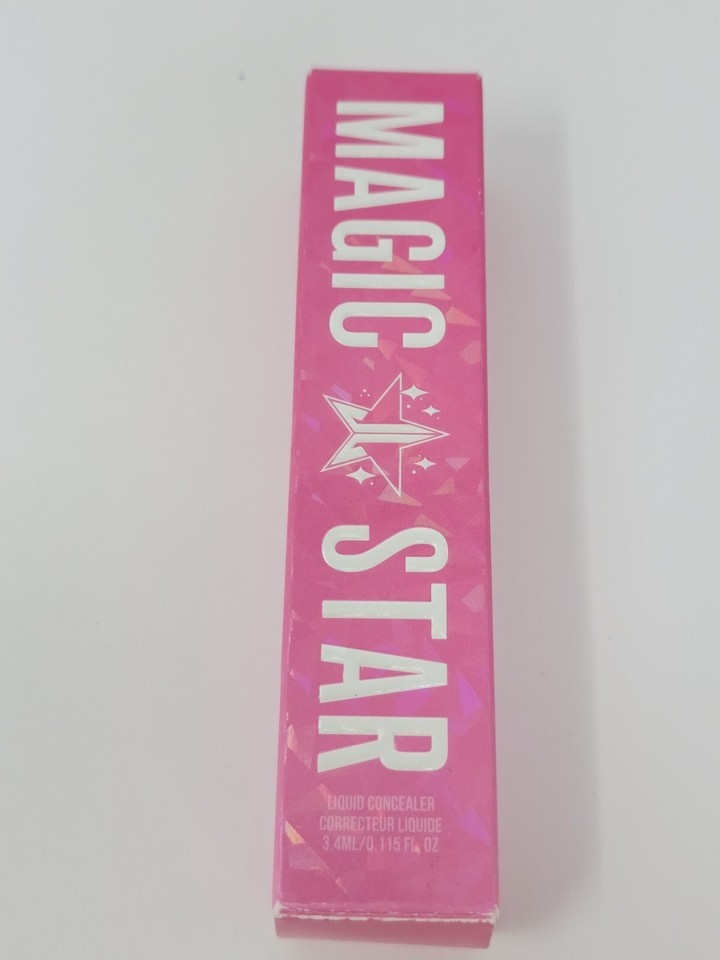 MAGIC STAR
LIQUID CONCEALER
CORRECTEUR LIQUIDE
3.4ML/0.115 FL. OZ